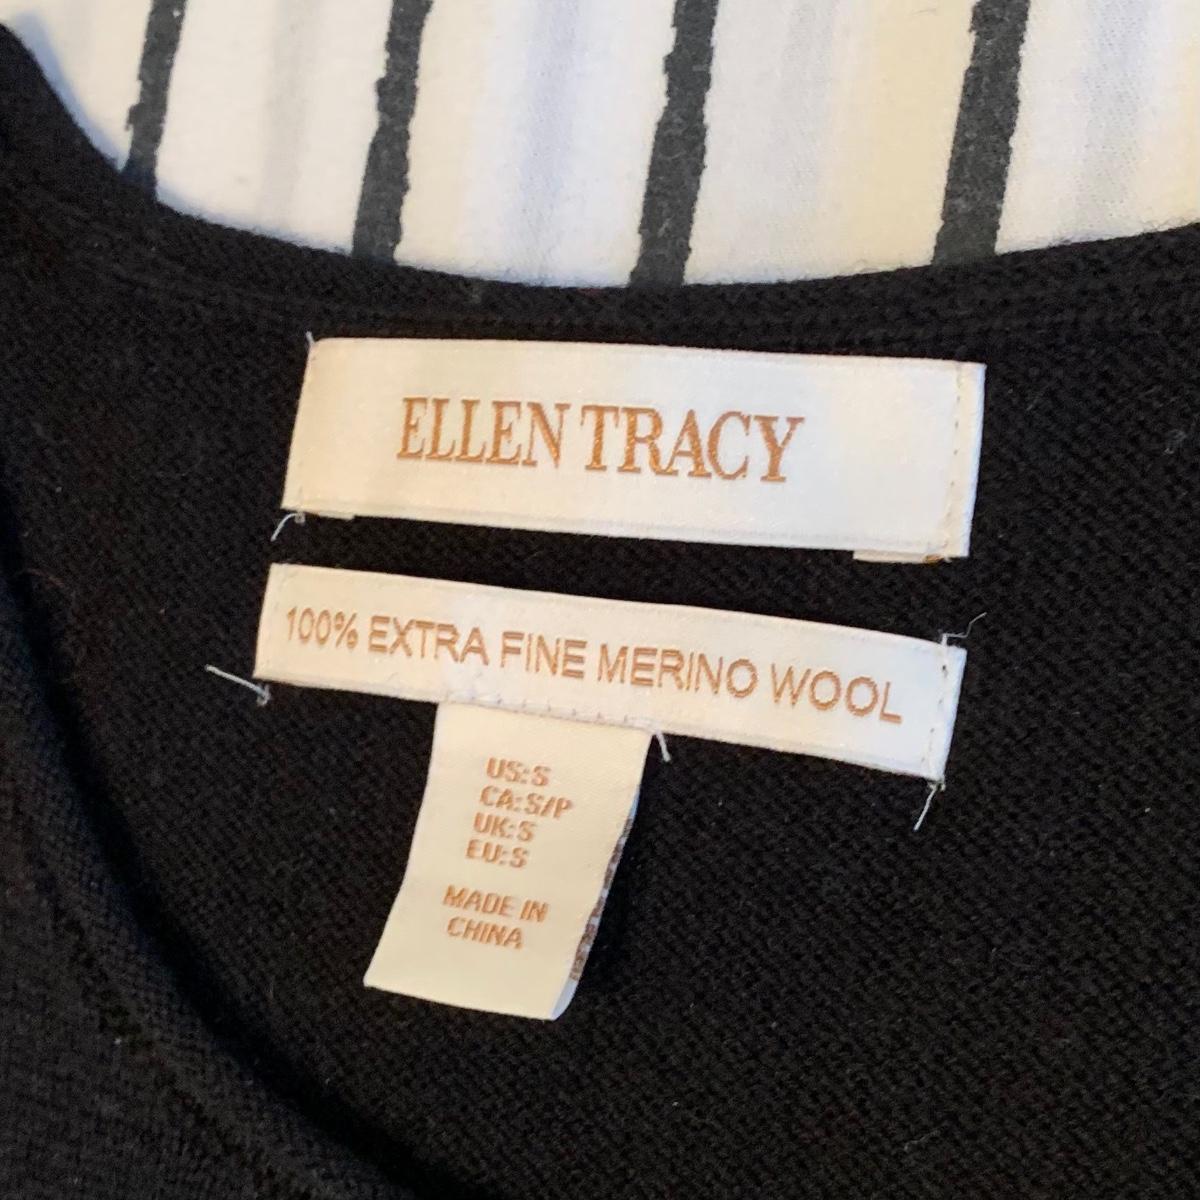 ELLEN TRACY
100% EXTRA FINE MERINO WOOL
US:S
CA:S/P
UK:S
EU:S
MADE IN
CHINA